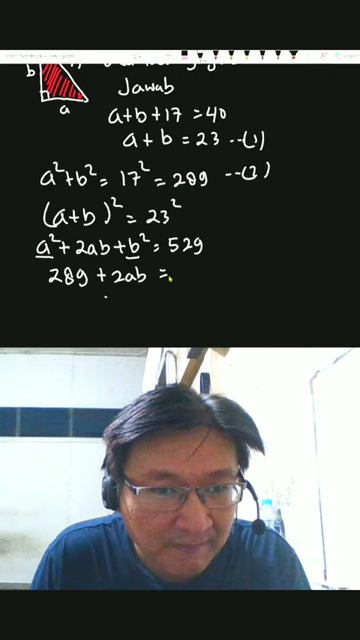 b
a
Jawab
a+b+17=40
a+b=23 --(1)
a²+b²=17²=289 --(2)
(a+b)²=23²
a²+2ab+b²=529
289+2ab=